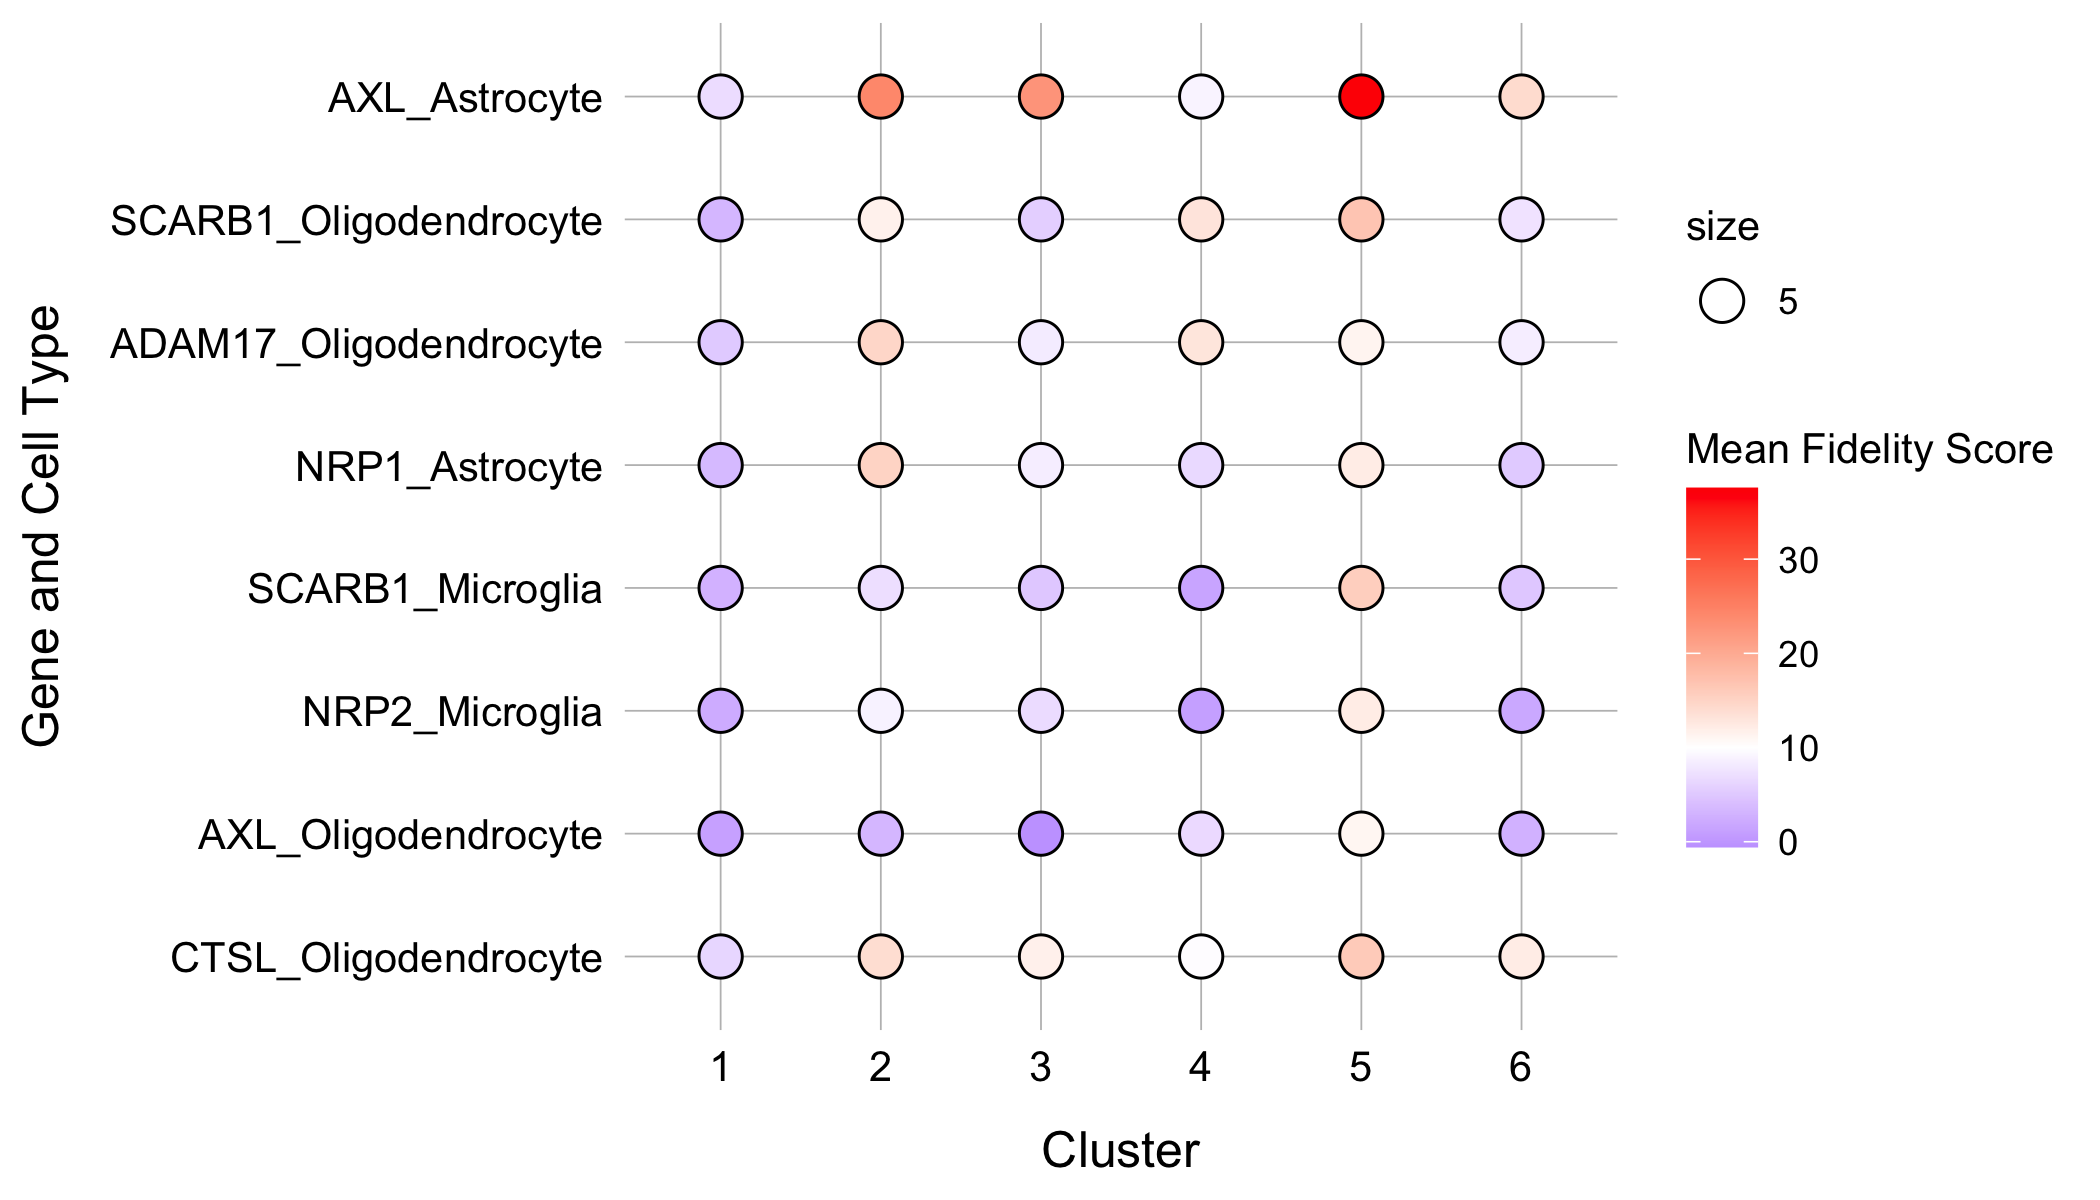 Gene and Cell Type
AXL_Astrocyte
SCARB1_Oligodendrocyte
ADAM17_Oligodendrocyte
NRP1_Astrocyte
SCARB1_Microglia
NRP2_Microglia
AXL_Oligodendrocyte
CTSL_Oligodendrocyte
1 2 3 4 5 6
Cluster
size
5
Mean Fidelity Score
30
20
10
0